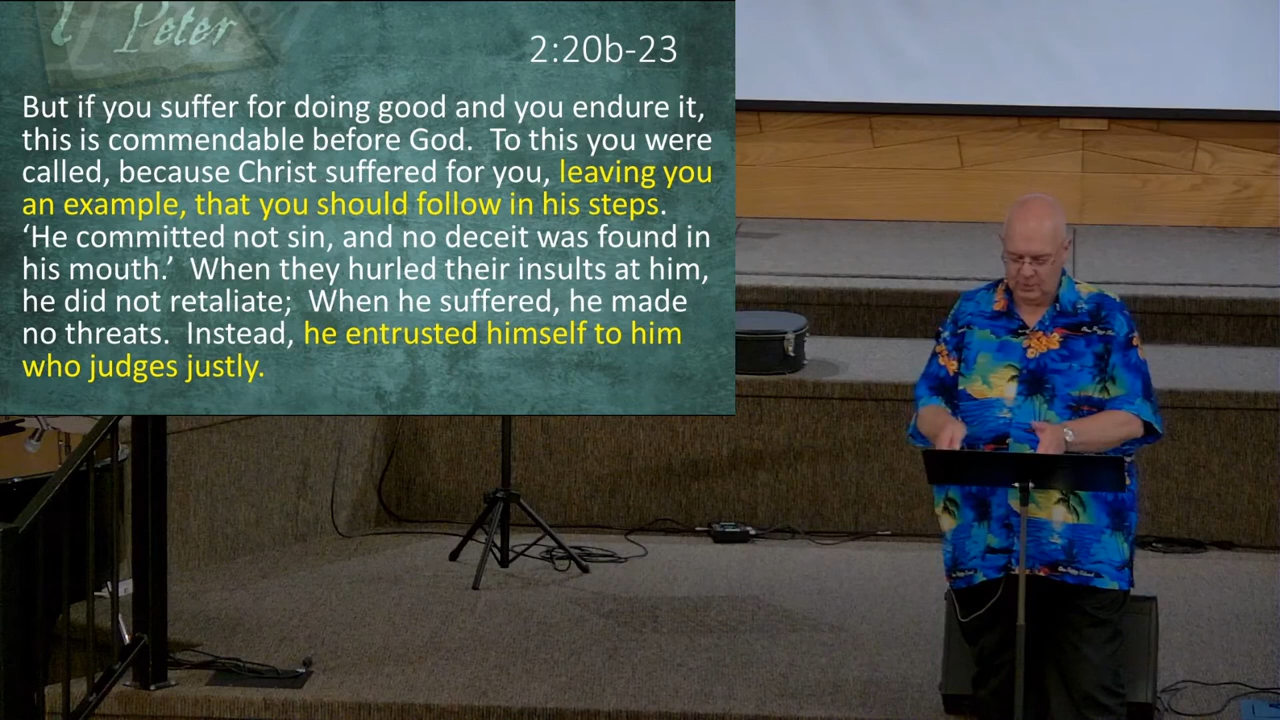 1 Peter
2:20b-23
But if you suffer for doing good and you endure it,
this is commendable before God.  To this you were
called, because Christ suffered for you, leaving you
an example, that you should follow in his steps.
‘He committed not sin, and no deceit was found in
his mouth.’  When they hurled their insults at him,
he did not retaliate;  When he suffered, he made
no threats.  Instead, he entrusted himself to him
who judges justly.